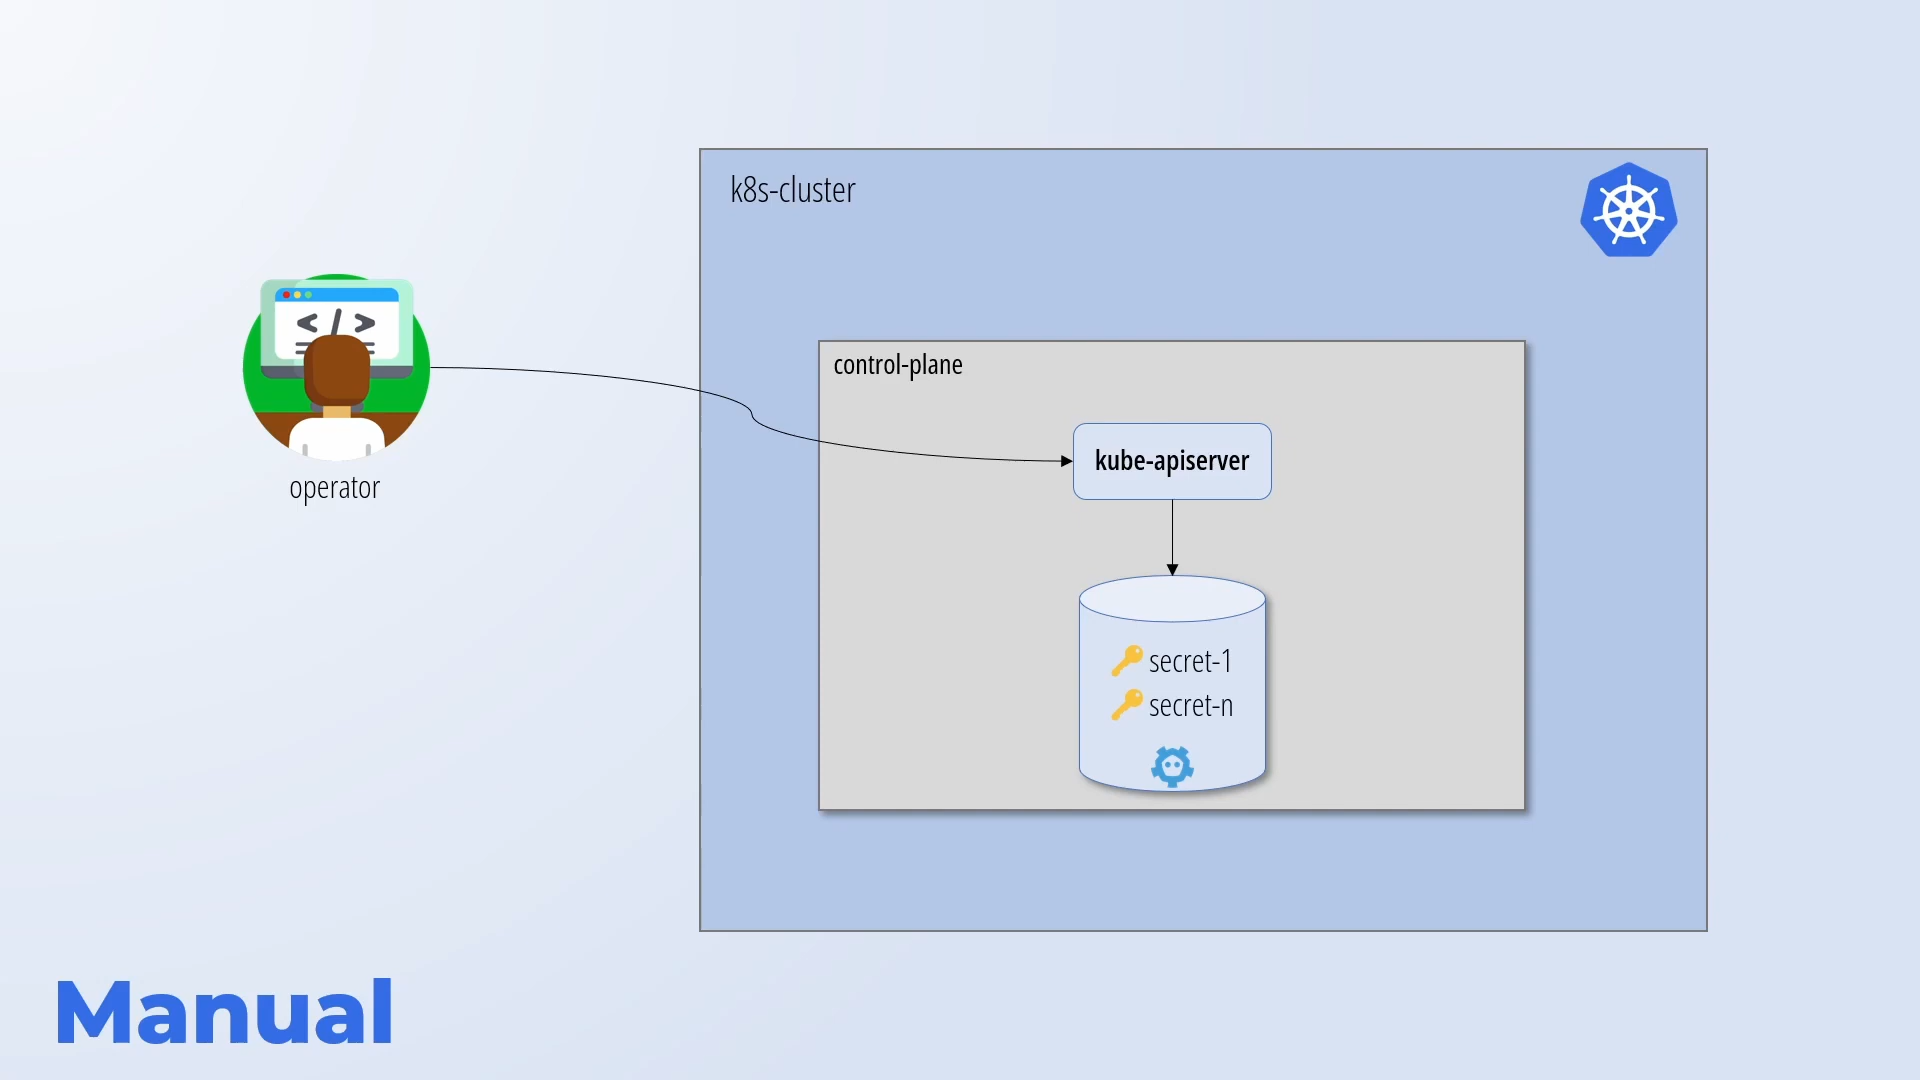 k8s-cluster
</>
control-plane
kube-apiserver
operator
secret-1
secret-n
Manual